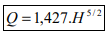 Q = 1,427.H^{5/2}